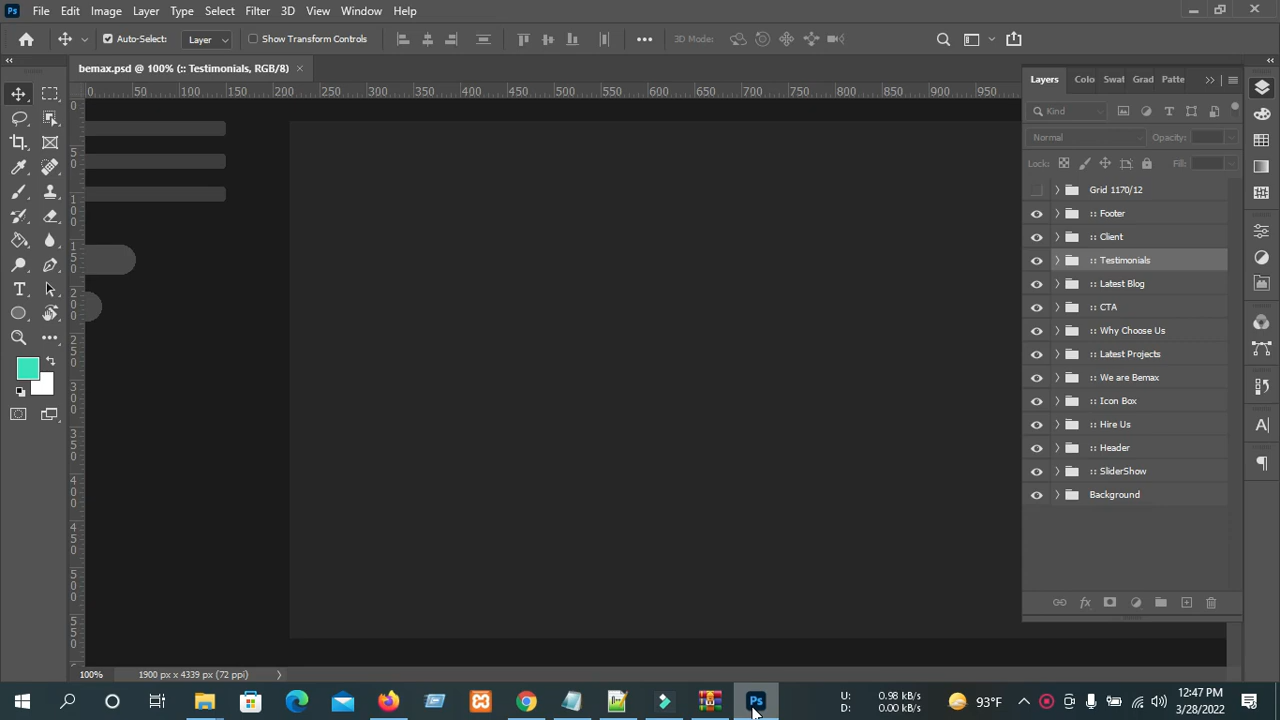 Ps File Edit Image Layer Type Select Filter 3D View Window Help
Auto-Select: Layer Show Transform Controls 3D Mode:
bemax.psd @ 100% (:: Testimonials, RGB/8)
Layers Colo Swat Grad Patte
0 50 100 150 200 250 300 350 400 450 500 550 600 650 700 750 800 850 900 950
Kind
Normal Opacity:
Lock: Fill:
Grid 1170/12
:: Footer
:: Client
:: Testimonials
:: Latest Blog
:: CTA
:: Why Choose Us
:: Latest Projects
:: We are Bemax
:: Icon Box
:: Hire Us
:: Header
:: SliderShow
Background
0
50
100
150
200
250
300
350
400
450
500
550
fx
100% 1900 px x 4339 px (72 ppi)
Ps
U: 0.98 kB/s
D: 0.00 kB/s
93°F
12:47 PM
3/28/2022